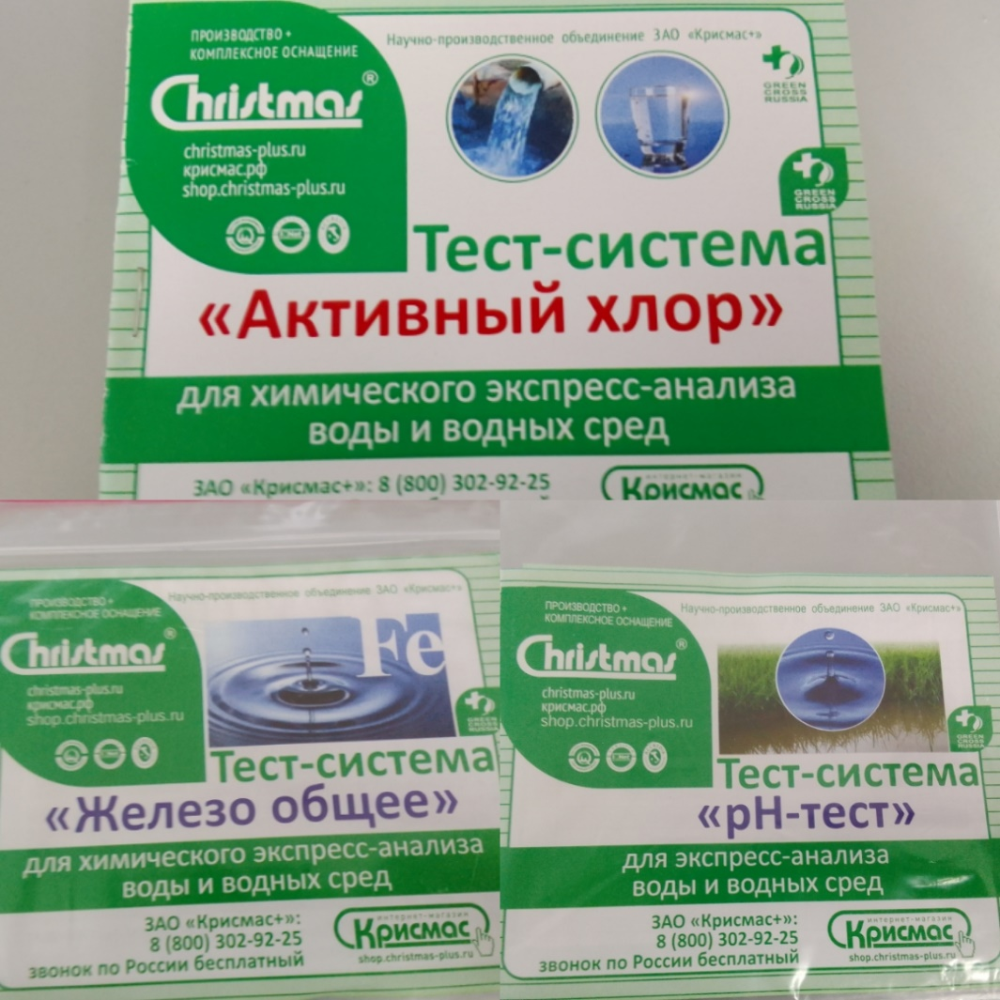 ПРОИЗВОДСТВО +
КОМПЛЕКСНОЕ ОСНАЩЕНИЕ
Christmas®
christmas-plus.ru
крисмас.рф
shop.christmas-plus.ru
Научно-производственное объединение ЗАО «Крисмас+»
GREEN
CROSS
RUSSIA
GREEN
CROSS
RUSSIA
Тест-система
«Активный хлор»
для химического экспресс-анализа
воды и водных сред
ЗАО «Крисмас+»: 8 (800) 302-92-25
интернет-магазин
Крисмас
ПРОИЗВОДСТВО +
КОМПЛЕКСНОЕ ОСНАЩЕНИЕ
Christmas®
christmas-plus.ru
крисмас.рф
shop.christmas-plus.ru
Научно-производственное объединение ЗАО «Крисмас+»
Fe
GREEN
CROSS
RUSSIA
Тест-система
«Железо общее»
для химического экспресс-анализа
воды и водных сред
ЗАО «Крисмас+»:
8 (800) 302-92-25
звонок по России бесплатный
интернет-магазин
Крисмас
shop.christmas-plus.ru
ПРОИЗВОДСТВО +
КОМПЛЕКСНОЕ ОСНАЩЕНИЕ
Christmas®
christmas-plus.ru
крисмас.рф
shop.christmas-plus.ru
Научно-производственное объединение ЗАО «Крисмас+»
GREEN
CROSS
RUSSIA
Тест-система
«pH-тест»
для экспресс-анализа
воды и водных сред
ЗАО «Крисмас+»:
8 (800) 302-92-25
звонок по России бесплатный
интернет-магазин
Крисмас
shop.christmas-plus.ru